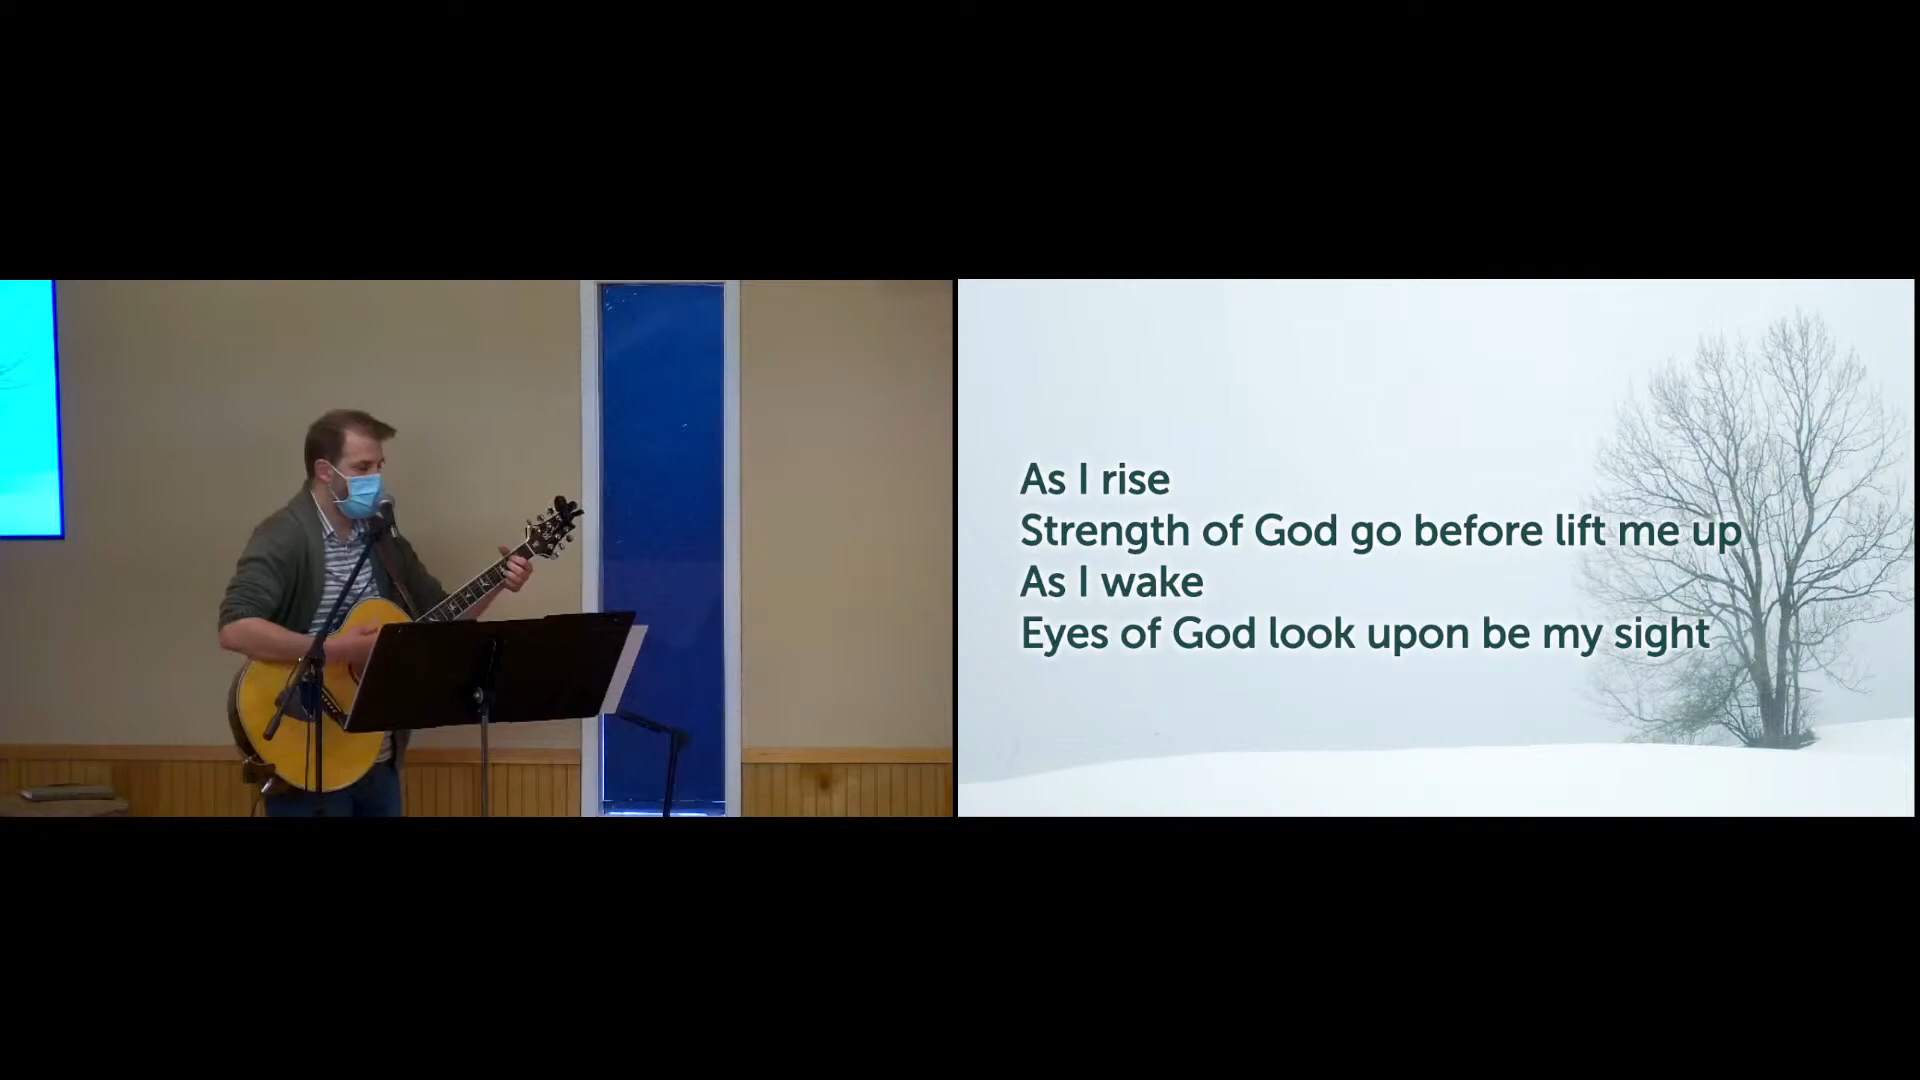 As I rise
Strength of God go before lift me up
As I wake
Eyes of God look upon be my sight